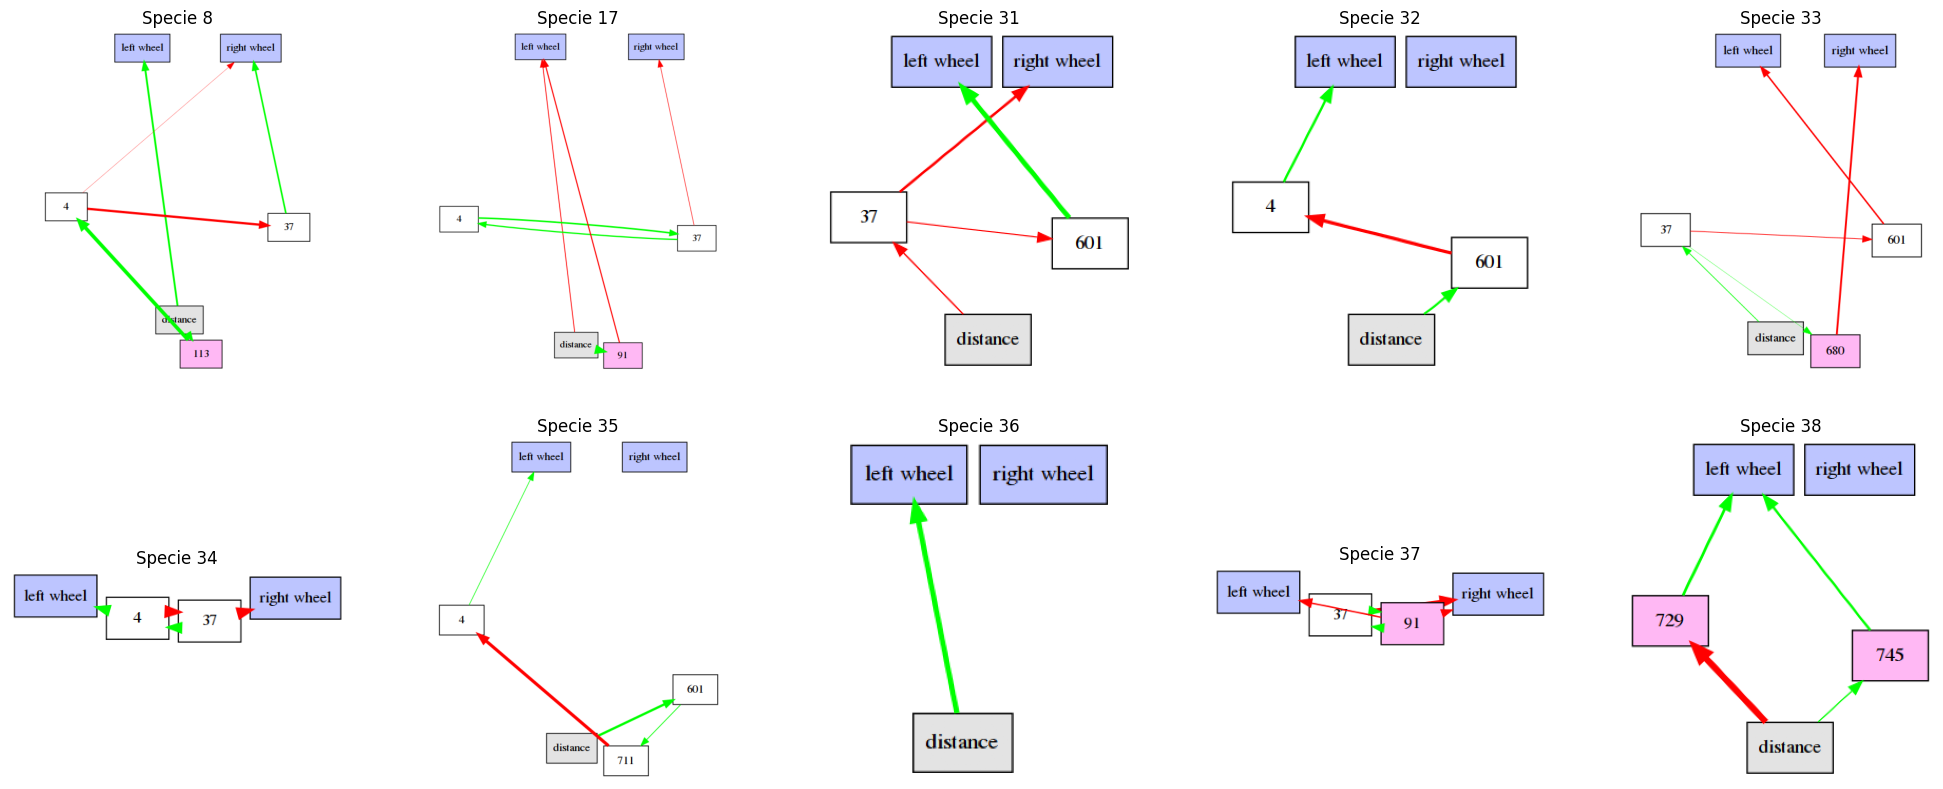 Specie 8
left wheel
right wheel
4
37
distance
113
Specie 17
left wheel
right wheel
4
37
distance
91
Specie 31
left wheel
right wheel
37
601
distance
Specie 32
left wheel
right wheel
4
601
distance
Specie 33
left wheel
right wheel
37
601
distance
680
Specie 34
left wheel
4
37
right wheel
Specie 35
left wheel
right wheel
4
601
distance
711
Specie 36
left wheel
right wheel
distance
Specie 37
left wheel
37
91
right wheel
Specie 38
left wheel
right wheel
729
745
distance